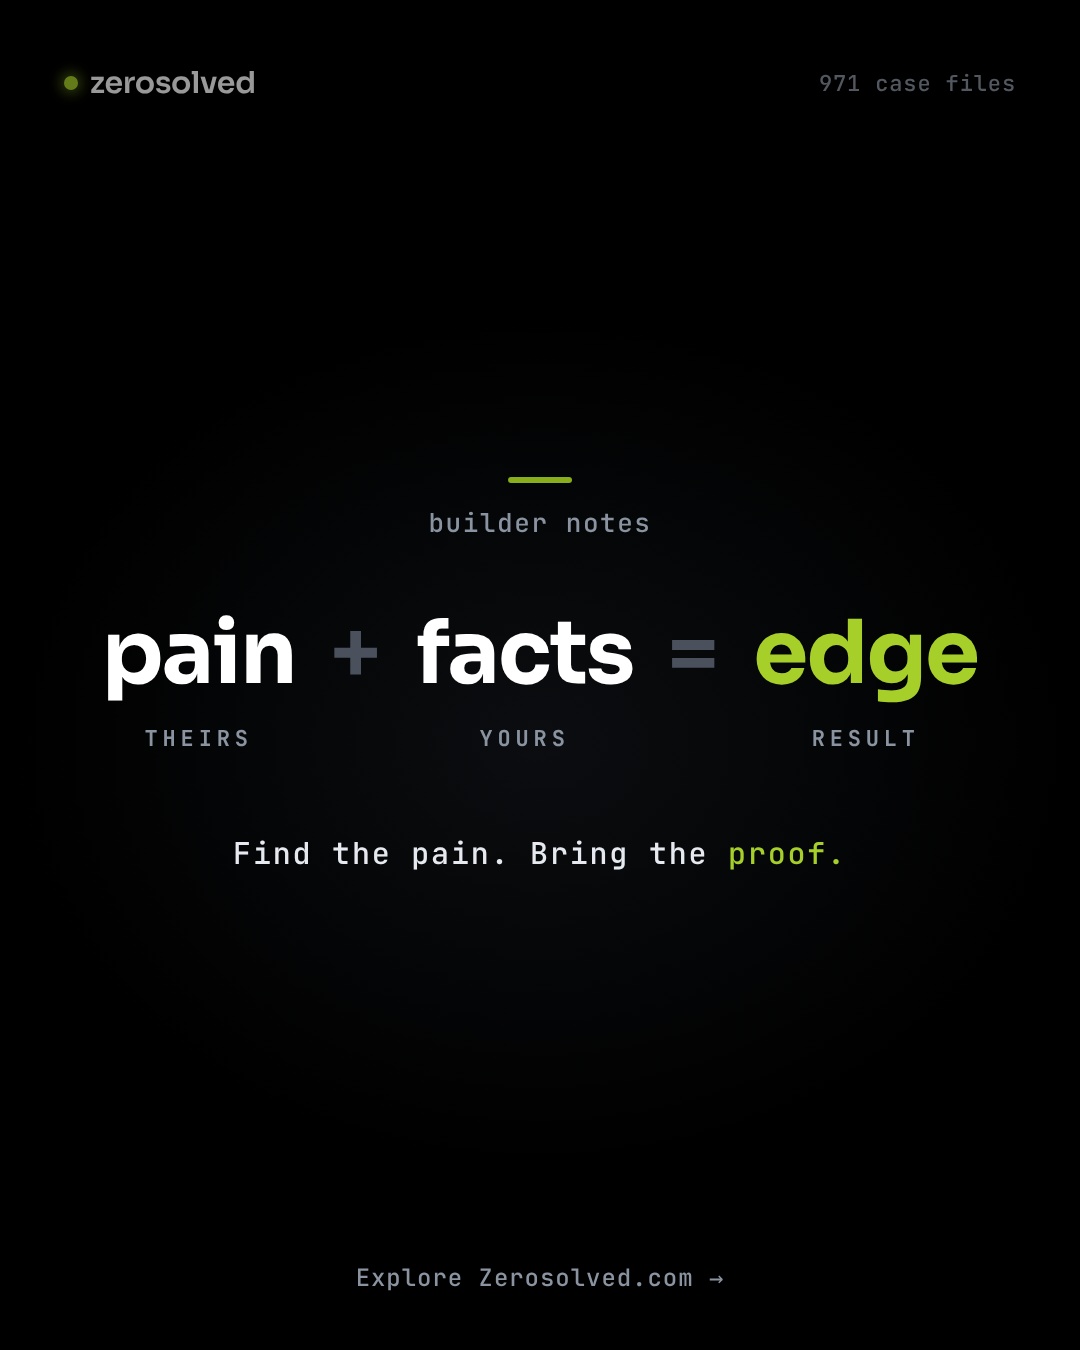 zerosolved
971 case files
builder notes
pain + facts = edge
THEIRS YOURS RESULT
Find the pain. Bring the proof.
Explore Zerosolved.com →